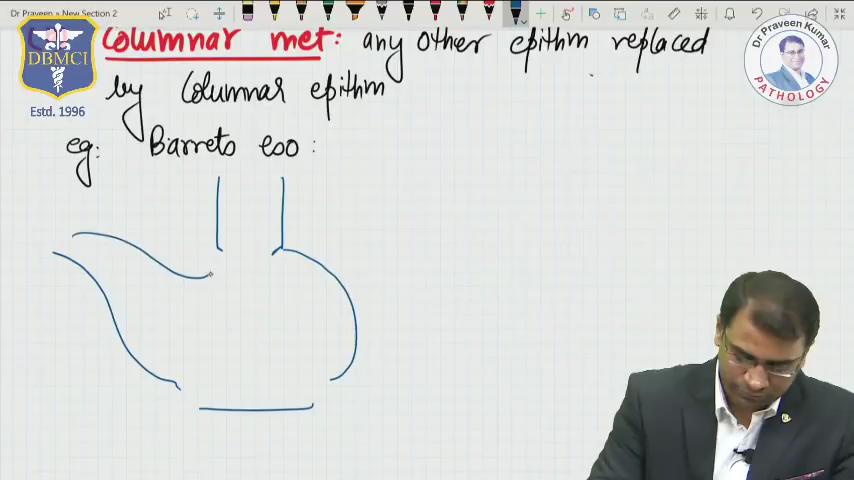 Dr Praveen » New Section 2
Columnar met: any other epithm replaced
by Columnar epithm
eg: Barrets eso:
DBMCI
Estd. 1996
Dr Praveen Kumar
PATHOLOGY